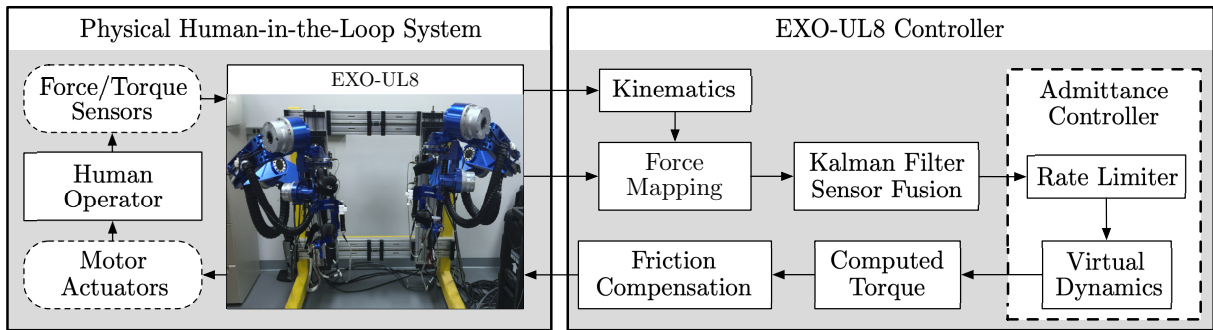 Physical Human-in-the-Loop System
Force/Torque
Sensors
Human
Operator
Motor
Actuators
EXO-UL8
EXO-UL8 Controller
Kinematics
Force
Mapping
Kalman Filter
Sensor Fusion
Admittance
Controller
Rate Limiter
Virtual
Dynamics
Computed
Torque
Friction
Compensation